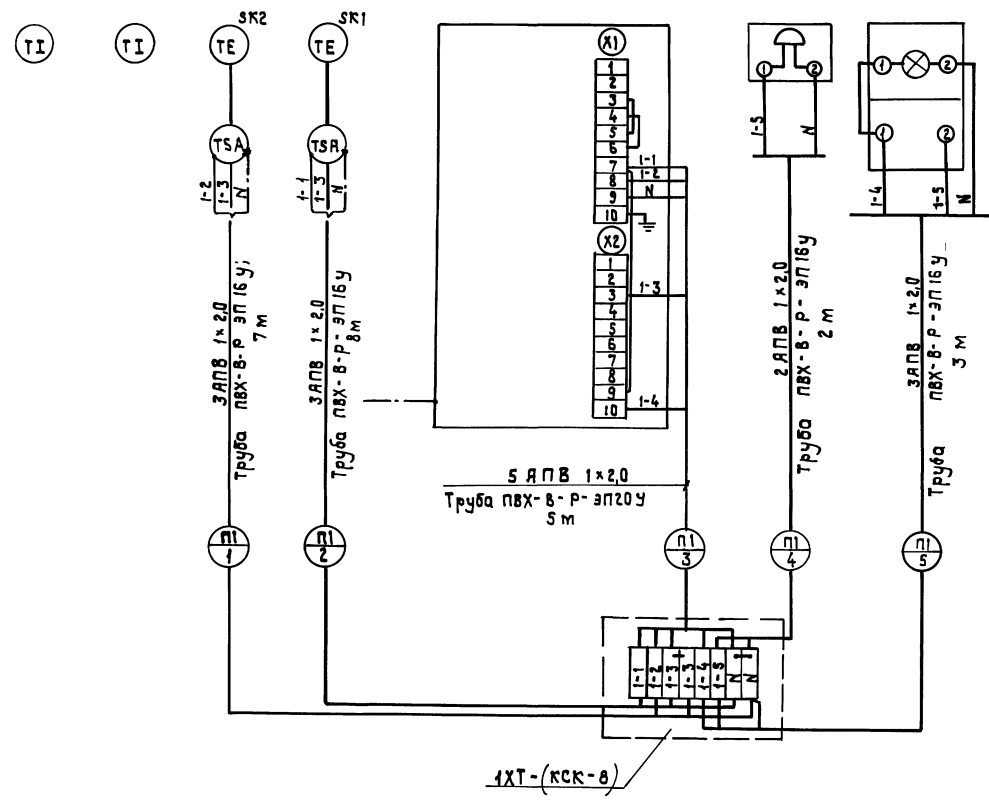 SK2
SK1
TI
TI
TE
TE
X1
1
2
3
4
5
6
7
8
9
10
1-1
1-2
N
X2
1
2
3
4
5
6
7
8
9
10
1-3
1-4
1
2
1-5
N
1
2
1
2
1-4
1-5
N
TSA
TSA
1-2
1-3
N
1-1
1-3
N
3АПВ 1×2,0
Труба ПВХ-В-Р-ЭП16У;
7м
3АПВ 1×2,0
Труба ПВХ-В-Р-ЭП16У
8м
5 АПВ 1×2,0
Труба ПВХ-В-Р-ЭП20У
5м
2АПВ 1×2,0
Труба ПВХ-В-Р-ЭП16У
2м
3АПВ 1×2,0
Труба ПВХ-В-Р-ЭП16У
3м
П1
1
П1
2
П1
3
П1
4
П1
5
1-1
1-2
1-3
1-3
1-4
1-5
N
N
1ХТ-(КСК-8)